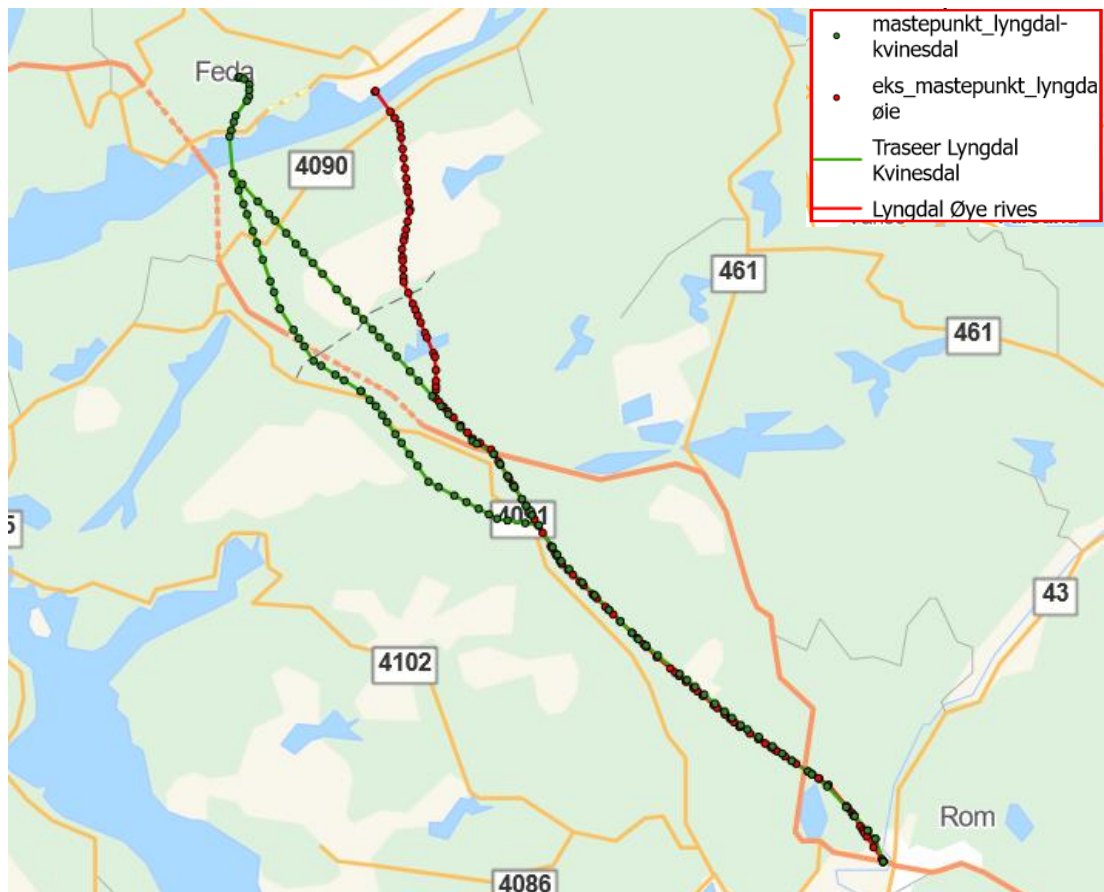 mastepunkt_lyngdal-
kvinesdal
eks_mastepunkt_lyngda
øie
Traseer Lyngdal
Kvinesdal
Lyngdal Øye rives
Feda
4090
461
461
4091
5
43
4102
Rom
4086